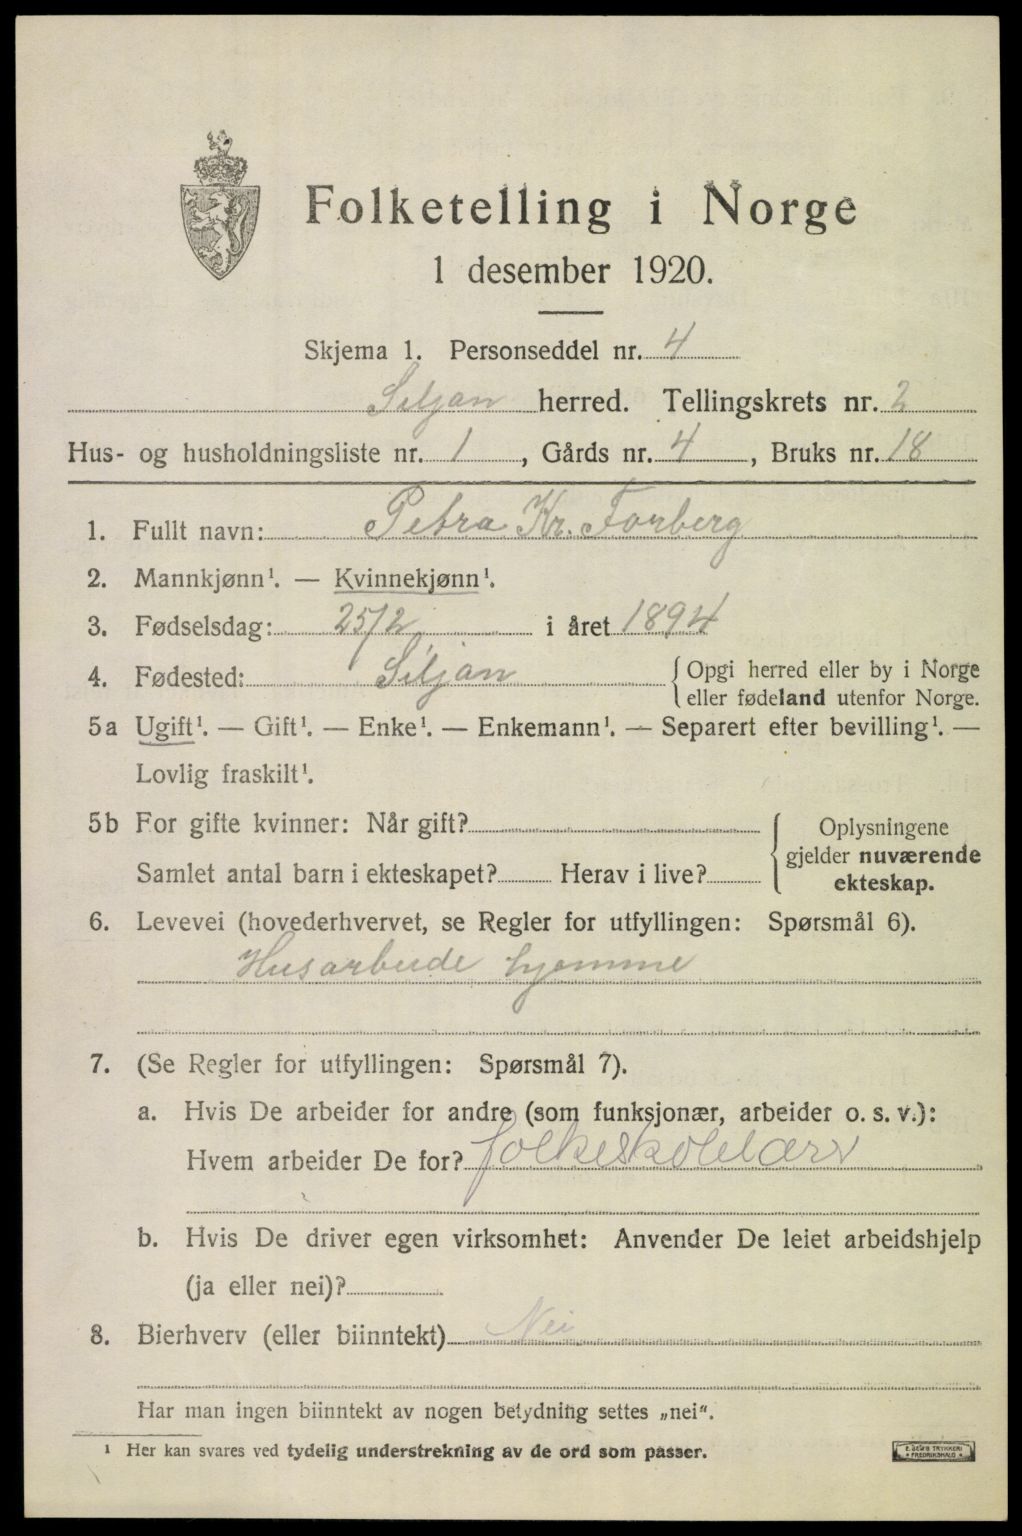 Folketelling i Norge
1 desember 1920.
Skjema 1. Personseddel nr. 4
Siljan herred. Tellingskrets nr. 2
Hus- og husholdningsliste nr. 1, Gårds nr. 4, Bruks nr. 18
1. Fullt navn: Petra Kr. Forberg
2. Mannkjønn¹. — Kvinnekjønn¹.
3. Fødselsdag: 25/2 i året 1894
4. Fødested: Siljan { Opgi herred eller by i Norge
eller fødeland utenfor Norge.
5a Ugift¹. — Gift¹. — Enke¹. — Enkemann¹. — Separert efter bevilling¹. —
Lovlig fraskilt¹.
5b For gifte kvinner: Når gift? Oplysningene
gjelder nuværende
Samlet antal barn i ekteskapet? Herav i live? ekteskap.
6. Levevei (hovederhvervet, se Regler for utfyllingen: Spørsmål 6).
Husarbeide hjemme
7. (Se Regler for utfyllingen: Spørsmål 7).
a. Hvis De arbeider for andre (som funksjonær, arbeider o. s. v.):
Hvem arbeider De for? folkeskolelærer
b. Hvis De driver egen virksomhet: Anvender De leiet arbeidshjelp
(ja eller nei)?
8. Bierhverv (eller biinntekt) Nei
Har man ingen biinntekt av nogen betydning settes „nei“.
¹ Her kan svares ved tydelig understrekning av de ord som passer.
TRYKKERI
FREDRIKSHALD